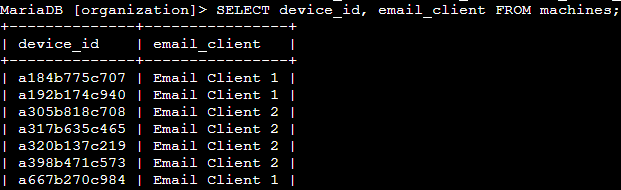 MariaDB [organization]> SELECT device_id, email_client FROM machines;
+--------------+----------------+
| device_id    | email_client   |
+--------------+----------------+
| a184b775c707 | Email Client 1 |
| a192b174c940 | Email Client 1 |
| a305b818c708 | Email Client 2 |
| a317b635c465 | Email Client 2 |
| a320b137c219 | Email Client 2 |
| a398b471c573 | Email Client 2 |
| a667b270c984 | Email Client 1 |